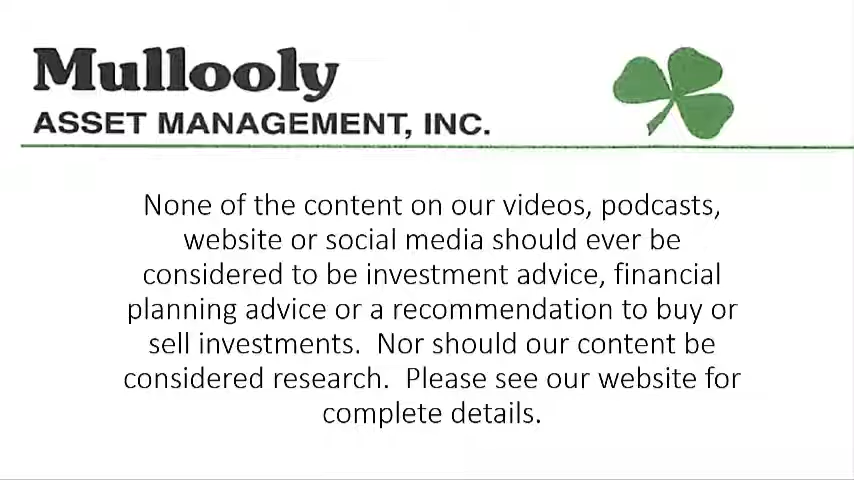 Mullooly
ASSET MANAGEMENT, INC.
None of the content on our videos, podcasts,
website or social media should ever be
considered to be investment advice, financial
planning advice or a recommendation to buy or
sell investments.  Nor should our content be
considered research.  Please see our website for
complete details.